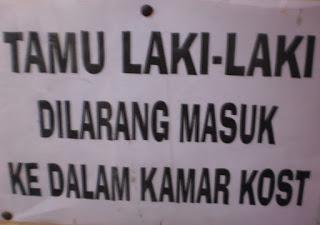 TAMU LAKI-LAKI
DILARANG MASUK
KE DALAM KAMAR KOST